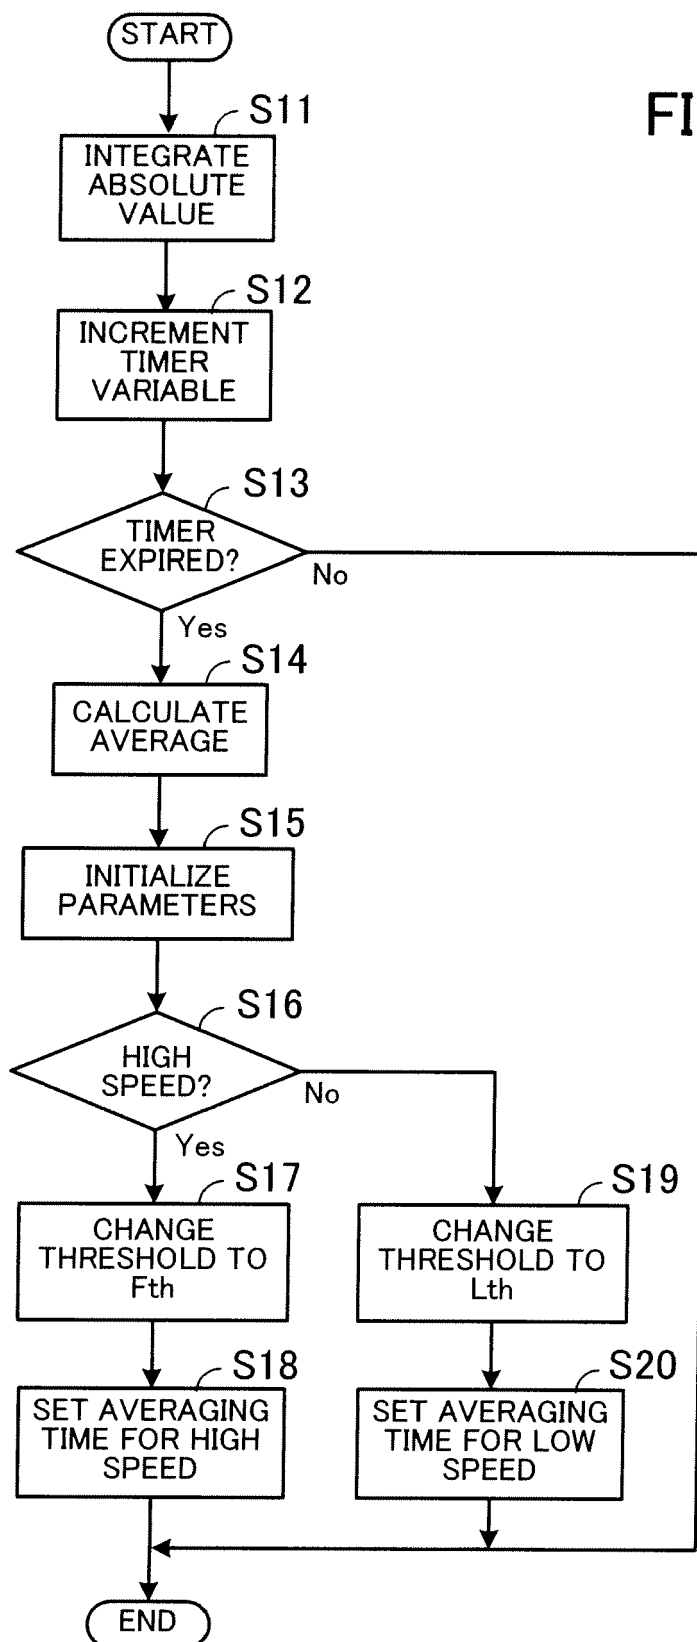 START
S11
FI
INTEGRATE
ABSOLUTE
VALUE
S12
INCREMENT
TIMER
VARIABLE
S13
TIMER
EXPIRED?
No
Yes
S14
CALCULATE
AVERAGE
S15
INITIALIZE
PARAMETERS
S16
HIGH
SPEED?
No
Yes
S17
CHANGE
THRESHOLD TO
Fth
S19
CHANGE
THRESHOLD TO
Lth
S18
SET AVERAGING
TIME FOR HIGH
SPEED
S20
SET AVERAGING
TIME FOR LOW
SPEED
END